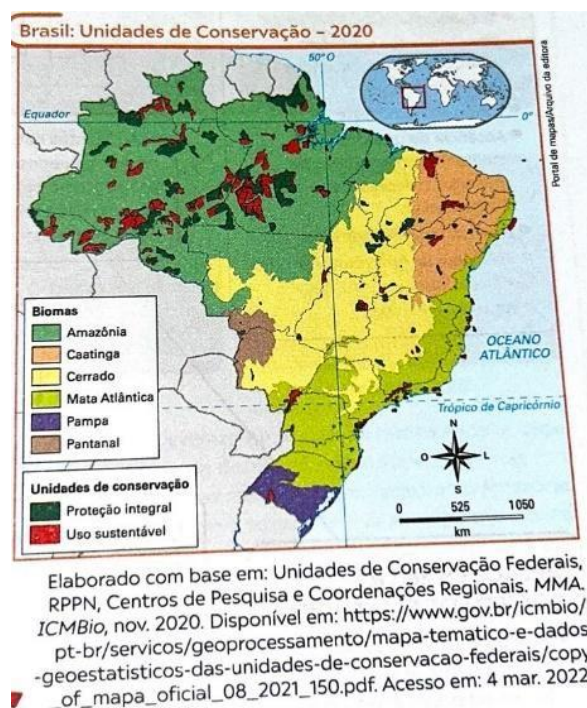 Brasil: Unidades de Conservação – 2020
50° O
Equador
0°
Portal de mapas/Arquivo da editora
Biomas
Amazônia
Caatinga
Cerrado
Mata Atlântica
Pampa
Pantanal
OCEANO
ATLÂNTICO
Trópico de Capricórnio
N
O
L
S
Unidades de conservação
Proteção integral
Uso sustentável
0 525 1 050
km
Elaborado com base em: Unidades de Conservação Federais,
RPPN, Centros de Pesquisa e Coordenações Regionais. MMA.
ICMBio, nov. 2020. Disponível em: https://www.gov.br/icmbio/
pt-br/servicos/geoprocessamento/mapa-tematico-e-dados
-geoestatisticos-das-unidades-de-conservacao-federais/copy
_of_mapa_oficial_08_2021_150.pdf. Acesso em: 4 mar. 2022